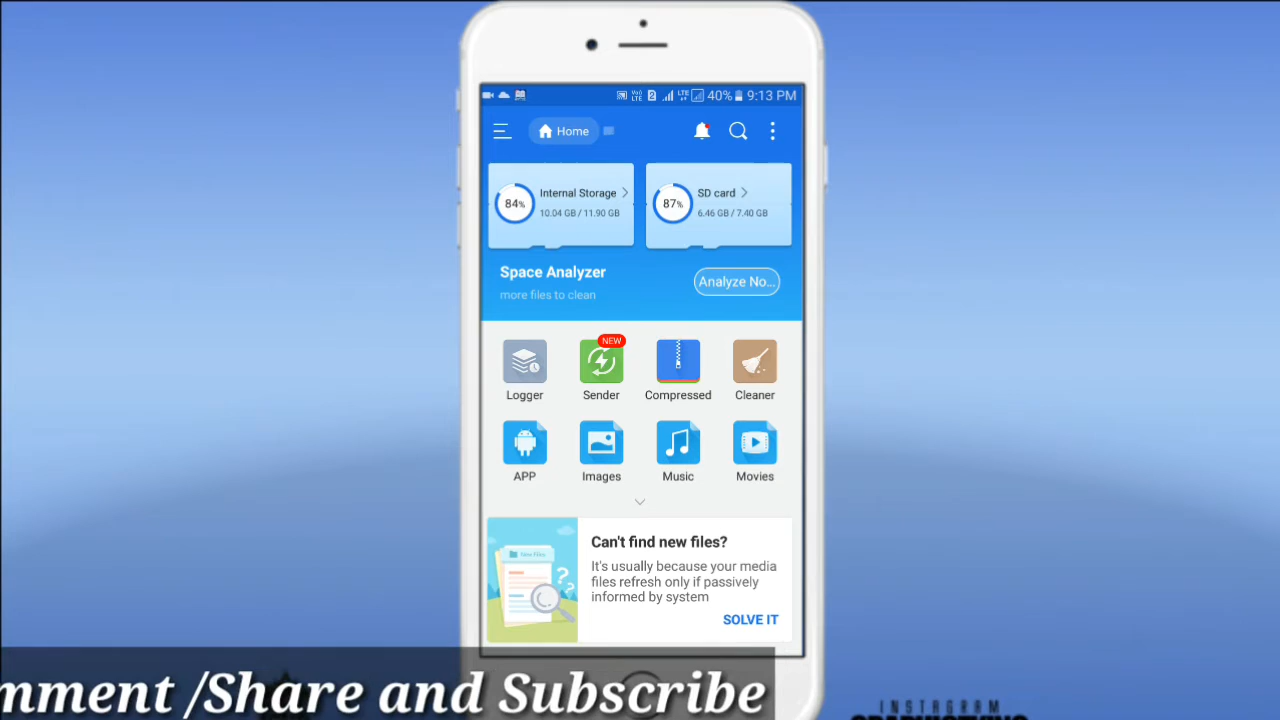 40% 9:13 PM
Home
84%
Internal Storage
10.04 GB / 11.90 GB
87%
SD card
6.46 GB / 7.40 GB
Space Analyzer
more files to clean
Analyze No...
NEW
Logger
Sender
Compressed
Cleaner
APP
Images
Music
Movies
New Files
Can't find new files?
It's usually because your media
files refresh only if passively
informed by system
SOLVE IT
mment /Share and Subscribe
INSTAGRAM